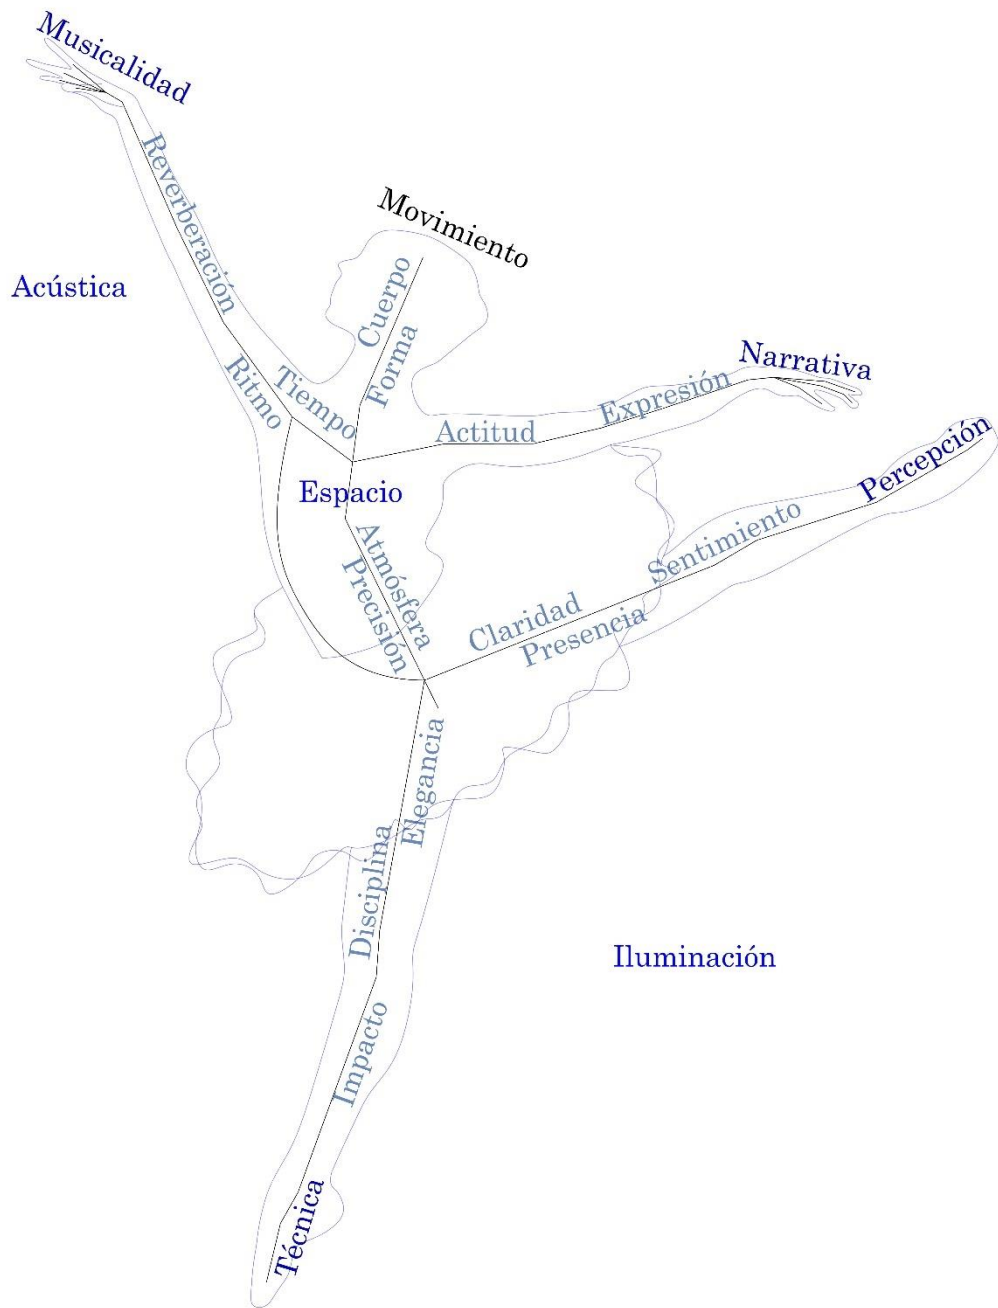 Musicalidad
Reverberación
Movimiento
Acústica
Cuerpo
Forma
Ritmo
Tiempo
Narrativa
Expresión
Actitud
Percepción
Espacio
Sentimiento
Atmósfera
Precisión
Claridad
Presencia
Elegancia
Disciplina
Iluminación
Impacto
Técnica